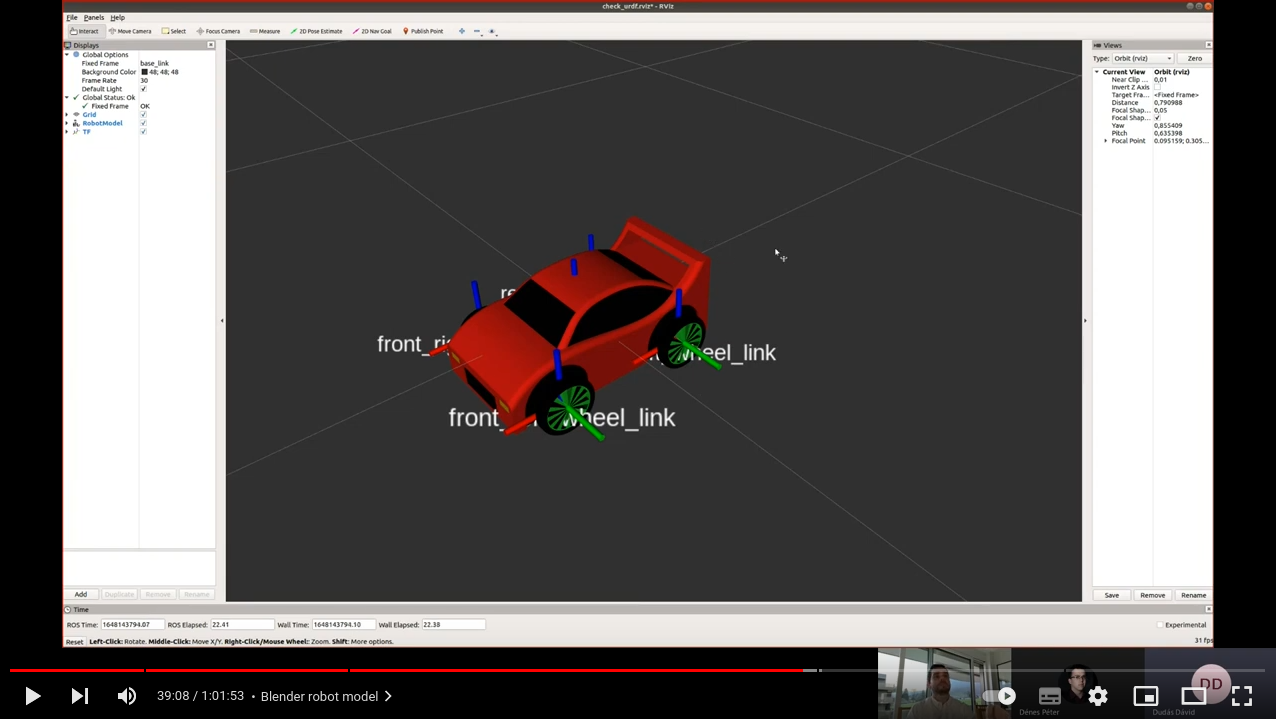 check_urdf.rviz* - RViz
File Panels Help
Interact Move Camera Select Focus Camera Measure 2D Pose Estimate 2D Nav Goal Publish Point
Displays
Global Options
Fixed Frame base_link
Background Color 48; 48; 48
Frame Rate 30
Default Light
Global Status: Ok
Fixed Frame OK
Grid
RobotModel
TF
Add Duplicate Remove Rename
re
front_ri
wheel_link
front_ wheel_link
Views
Type: Orbit (rviz) Zero
Current View Orbit (rviz)
Near Clip ... 0,01
Invert Z Axis
Target Fra... <Fixed Frame>
Distance 0,790988
Focal Shap... 0,05
Focal Shap...
Yaw 0,855409
Pitch 0,635398
Focal Point 0.095159; 0.305...
Save Remove Rename
Time
ROS Time: 1648143794.07 ROS Elapsed: 22.41 Wall Time: 1648143794.10 Wall Elapsed: 22.38 Experimental
Reset Left-Click: Rotate. Middle-Click: Move X/Y. Right-Click/Mouse Wheel:: Zoom. Shift: More options. 31 fps
39:08 / 1:01:53 • Blender robot model
DD
Dénes Péter Dudás Dávid